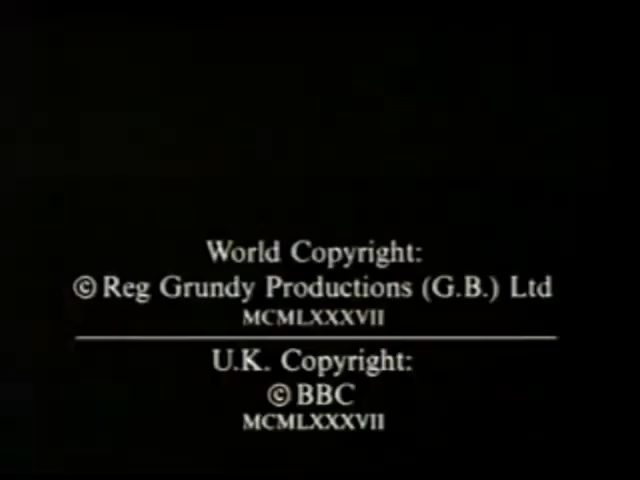 World Copyright:
© Reg Grundy Productions (G.B.) Ltd
MCMLXXXVII
U.K. Copyright:
© BBC
MCMLXXXVII